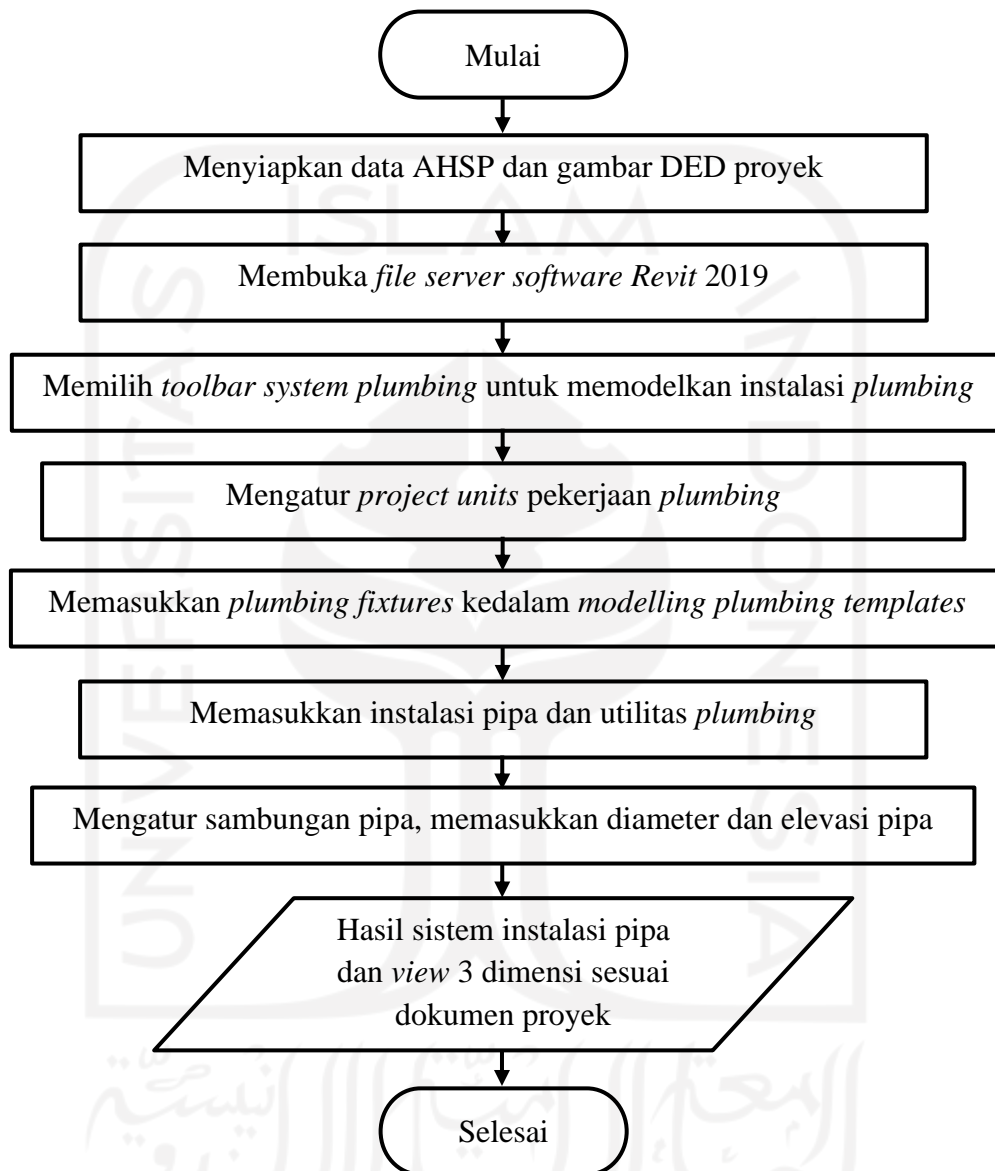 Mulai
Menyiapkan data AHSP dan gambar DED proyek
Membuka file server software Revit 2019
Memilih toolbar system plumbing untuk memodelkan instalasi plumbing
Mengatur project units pekerjaan plumbing
Memasukkan plumbing fixtures kedalam modelling plumbing templates
Memasukkan instalasi pipa dan utilitas plumbing
Mengatur sambungan pipa, memasukkan diameter dan elevasi pipa
Hasil sistem instalasi pipa
dan view 3 dimensi sesuai
dokumen proyek
Selesai
UNIVERSITAS
ISLAM
INDONESIA